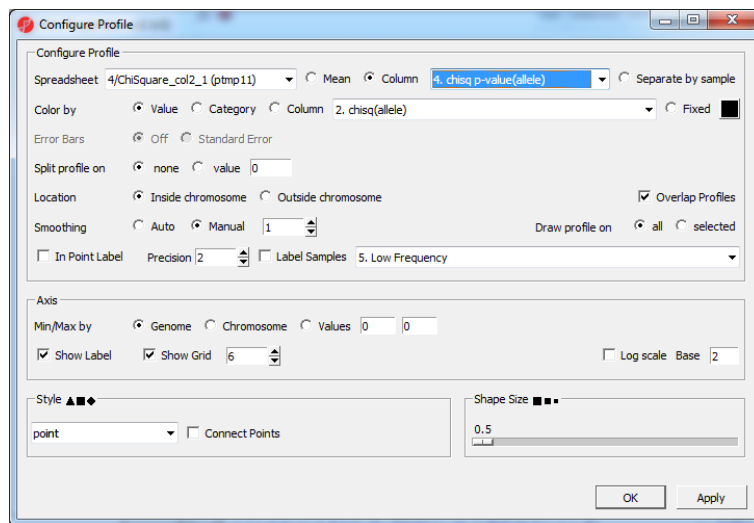 Configure Profile
Configure Profile
Spreadsheet 4/ChiSquare_col2_1 (ptmp11) Mean Column 4. chisq p-value(allele) Separate by sample
Color by Value Category Column 2. chisq(allele) Fixed
Error Bars Off Standard Error
Split profile on none value 0
Location Inside chromosome Outside chromosome Overlap Profiles
Smoothing Auto Manual 1 Draw profile on all selected
In Point Label Precision 2 Label Samples 5. Low Frequency
Axis
Min/Max by Genome Chromosome Values 0 0
Show Label Show Grid 6 Log scale Base 2
Style Shape Size
point Connect Points 0.5
OK Apply